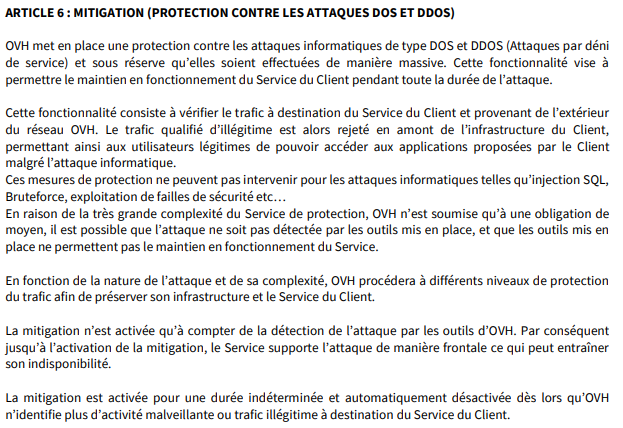 ARTICLE 6 : MITIGATION (PROTECTION CONTRE LES ATTAQUES DOS ET DDOS)
OVH met en place une protection contre les attaques informatiques de type DOS et DDOS (Attaques par déni
de service) et sous réserve qu’elles soient effectuées de manière massive. Cette fonctionnalité vise à
permettre le maintien en fonctionnement du Service du Client pendant toute la durée de l’attaque.
Cette fonctionnalité consiste à vérifier le trafic à destination du Service du Client et provenant de l’extérieur
du réseau OVH. Le trafic qualifié d’illégitime est alors rejeté en amont de l’infrastructure du Client,
permettant ainsi aux utilisateurs légitimes de pouvoir accéder aux applications proposées par le Client
malgré l’attaque informatique.
Ces mesures de protection ne peuvent pas intervenir pour les attaques informatiques telles qu’injection SQL,
Bruteforce, exploitation de failles de sécurité etc…
En raison de la très grande complexité du Service de protection, OVH n’est soumise qu’à une obligation de
moyen, il est possible que l’attaque ne soit pas détectée par les outils mis en place, et que les outils mis en
place ne permettent pas le maintien en fonctionnement du Service.
En fonction de la nature de l’attaque et de sa complexité, OVH procédera à différents niveaux de protection
du trafic afin de préserver son infrastructure et le Service du Client.
La mitigation n’est activée qu’à compter de la détection de l’attaque par les outils d’OVH. Par conséquent
jusqu’à l’activation de la mitigation, le Service supporte l’attaque de manière frontale ce qui peut entraîner
son indisponibilité.
La mitigation est activée pour une durée indéterminée et automatiquement désactivée dès lors qu’OVH
n’identifie plus d’activité malveillante ou trafic illégitime à destination du Service du Client.